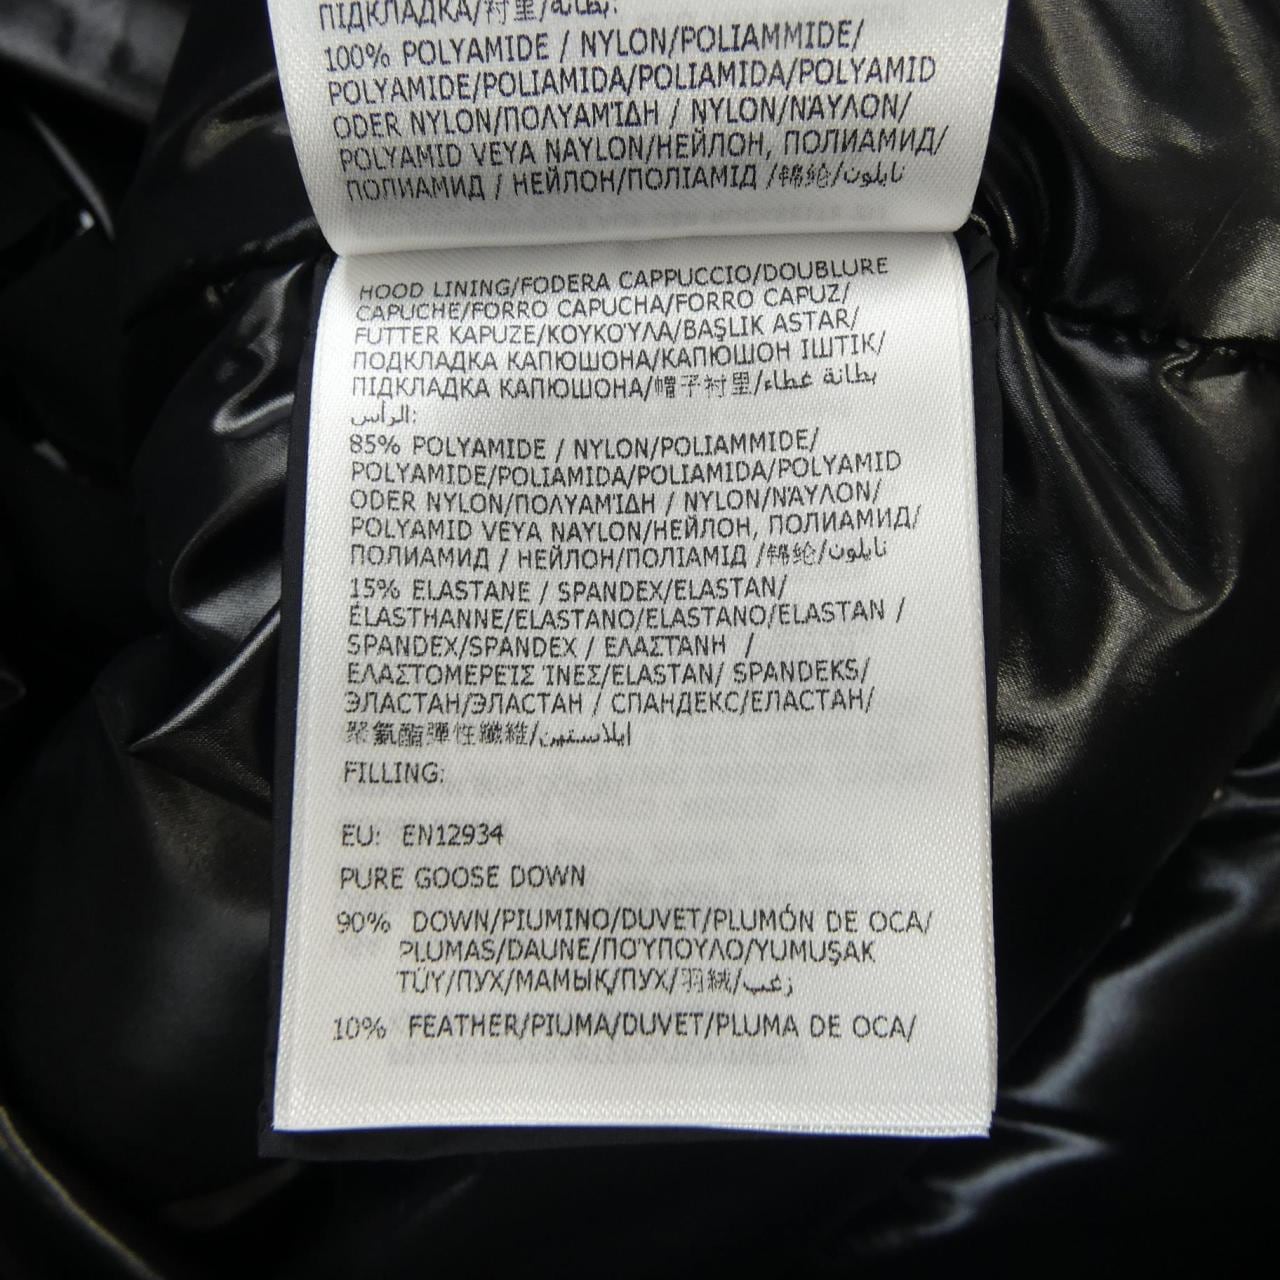 ПІДКЛАДКА/衬里/بطانة:
100% POLYAMIDE / NYLON/POLIAMMIDE/
POLYAMIDE/POLIAMIDA/POLIAMIDA/POLYAMID
ODER NYLON/ΠΟΛΥΑΜΊΔΗ / NYLON/ΝΆΥΛΟΝ/
POLYAMID VEYA NAYLON/НЕЙЛОН, ПОЛИАМИД/
ПОЛИАМИД / НЕЙЛОН/ПОЛІАМІД /锦纶/نايلون
HOOD LINING/FODERA CAPPUCCIO/DOUBLURE
CAPUCHE/FORRO CAPUCHA/FORRO CAPUZ/
FUTTER KAPUZE/ΚΟΥΚΟΎΛΑ/BAŞLIK ASTAR/
ПОДКЛАДКА КАПЮШОНА/КАПЮШОН ІШТІК/
ПІДКЛАДКА КАПЮШОНА/帽子衬里/بطانة غطاء
الرأس:
85% POLYAMIDE / NYLON/POLIAMMIDE/
POLYAMIDE/POLIAMIDA/POLIAMIDA/POLYAMID
ODER NYLON/ΠΟΛΥΑΜΊΔΗ / NYLON/ΝΆΥΛΟΝ/
POLYAMID VEYA NAYLON/НЕЙЛОН, ПОЛИАМИД/
ПОЛИАМИД / НЕЙЛОН/ПОЛІАМІД /锦纶/نايلون
15% ELASTANE / SPANDEX/ELASTAN/
ÉLASTHANNE/ELASTANO/ELASTANO/ELASTAN /
SPANDEX/SPANDEX / ΕΛΑΣΤΆΝΗ /
ΕΛΑΣΤΟΜΕΡΕΊΣ ΊΝΕΣ/ELASTAN/ SPANDEKS/
ЭЛАСТАН/ЭЛАСТАН / СПАНДЕКС/ЕЛАСТАН/
聚氨酯弹性纖維/ايلاستين
FILLING:
EU: EN12934
PURE GOOSE DOWN
90% DOWN/PIUMINO/DUVET/PLUMÓN DE OCA/
PLUMAS/DAUNE/ΠΟΎΠΟΥΛΟ/YUMUŞAK
TÜY/ПУХ/МАМЫҚ/ПУХ/羽絨/زغب
10% FEATHER/PIUMA/DUVET/PLUMA DE OCA/